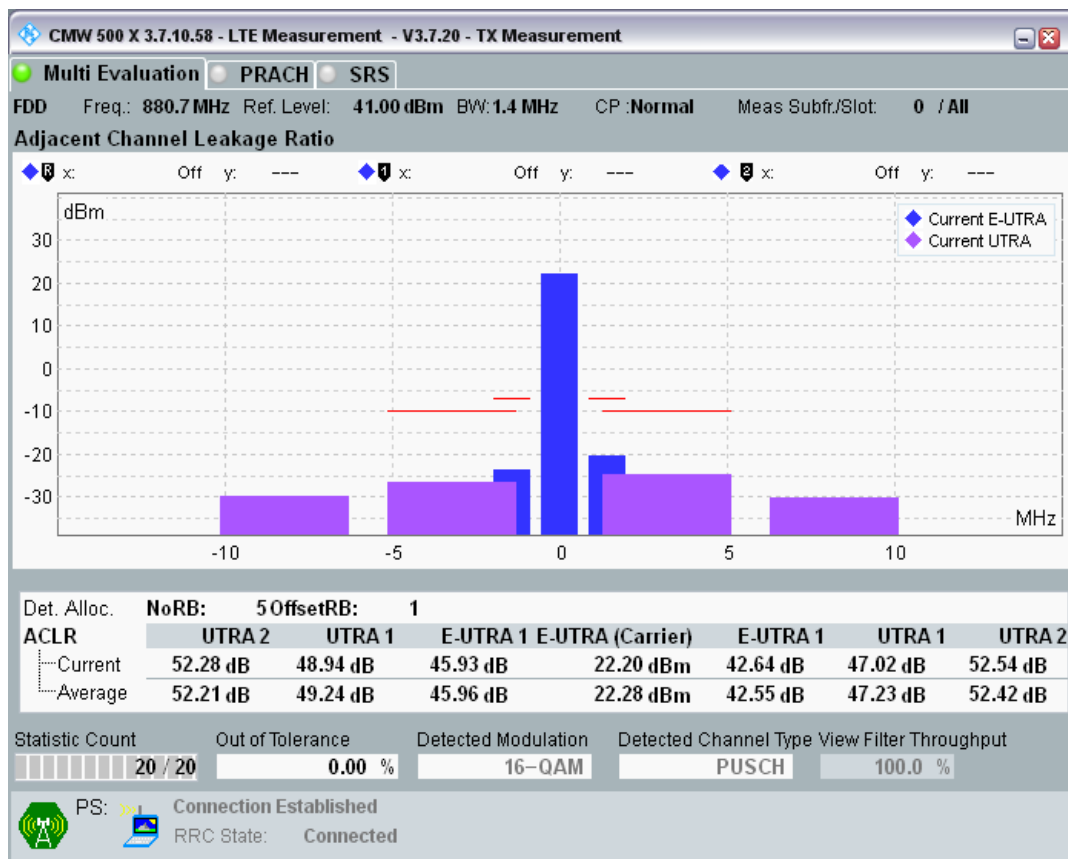 CMW 500 X 3.7.10.58 - LTE Measurement - V3.7.20 - TX Measurement
Multi Evaluation PRACH SRS
FDD Freq.: 880.7 MHz Ref. Level: 41.00 dBm BW: 1.4 MHz CP :Normal Meas Subfr./Slot: 0 / All
Adjacent Channel Leakage Ratio
R x: Off y: --- 1 x: Off y: --- 2 x: Off y: ---
dBm
Current E-UTRA
Current UTRA
30
20
10
0
-10
-20
-30
MHz
-10 -5 0 5 10
Det. Alloc. NoRB: 5 OffsetRB: 1
ACLR UTRA 2 UTRA 1 E-UTRA 1 E-UTRA (Carrier) E-UTRA 1 UTRA 1 UTRA 2
Current 52.28 dB 48.94 dB 45.93 dB 22.20 dBm 42.64 dB 47.02 dB 52.54 dB
Average 52.21 dB 49.24 dB 45.96 dB 22.28 dBm 42.55 dB 47.23 dB 52.42 dB
Statistic Count Out of Tolerance Detected Modulation Detected Channel Type View Filter Throughput
20 / 20 0.00 % 16-QAM PUSCH 100.0 %
PS: Connection Established
RRC State: Connected